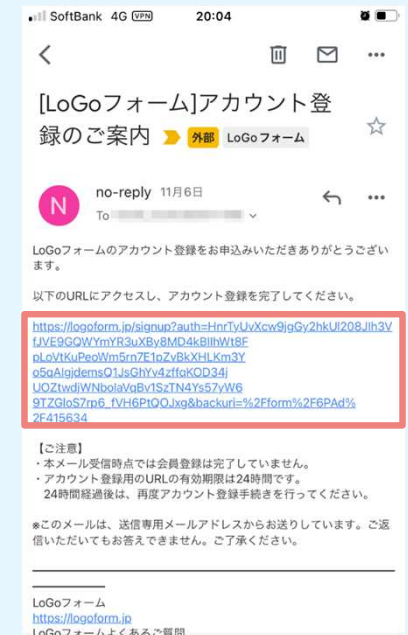 SoftBank 4G VPN 20:04
[LoGoフォーム]アカウント登
録のご案内 外部 LoGoフォーム
N
no-reply 11月6日
To
LoGoフォームのアカウント登録をお申込みいただきありがとうござい
ます。
以下のURLにアクセスし、アカウント登録を完了してください。
https://logoform.jp/signup?auth=HnrTyUvXcw9jgGy2hkUl208Jlh3V
fJVE9GQWYmYR3uXBy8MD4kBIlhWt8F
pLoVtKuPeoWm5rn7E1pZvBkXHLKm3Y
o5qAlgjdemsQ1JsGhYv4zffqKOD34j
UOZtwdjWNbolaVqBv1SzTN4Ys57yW6
9TZGloS7rp6_fVH6PtQOJxg&backuri=%2Fform%2F6PAd%
2F415634
【ご注意】
・本メール受信時点では会員登録は完了していません。
・アカウント登録用のURLの有効期限は24時間です。
24時間経過後は、再度アカウント登録手続きを行ってください。
※このメールは、送信専用メールアドレスからお送りしています。ご返
信いただいてもお答えできません。ご了承ください。
LoGoフォーム
https://logoform.jp
LoGoフォームよくあるご質問